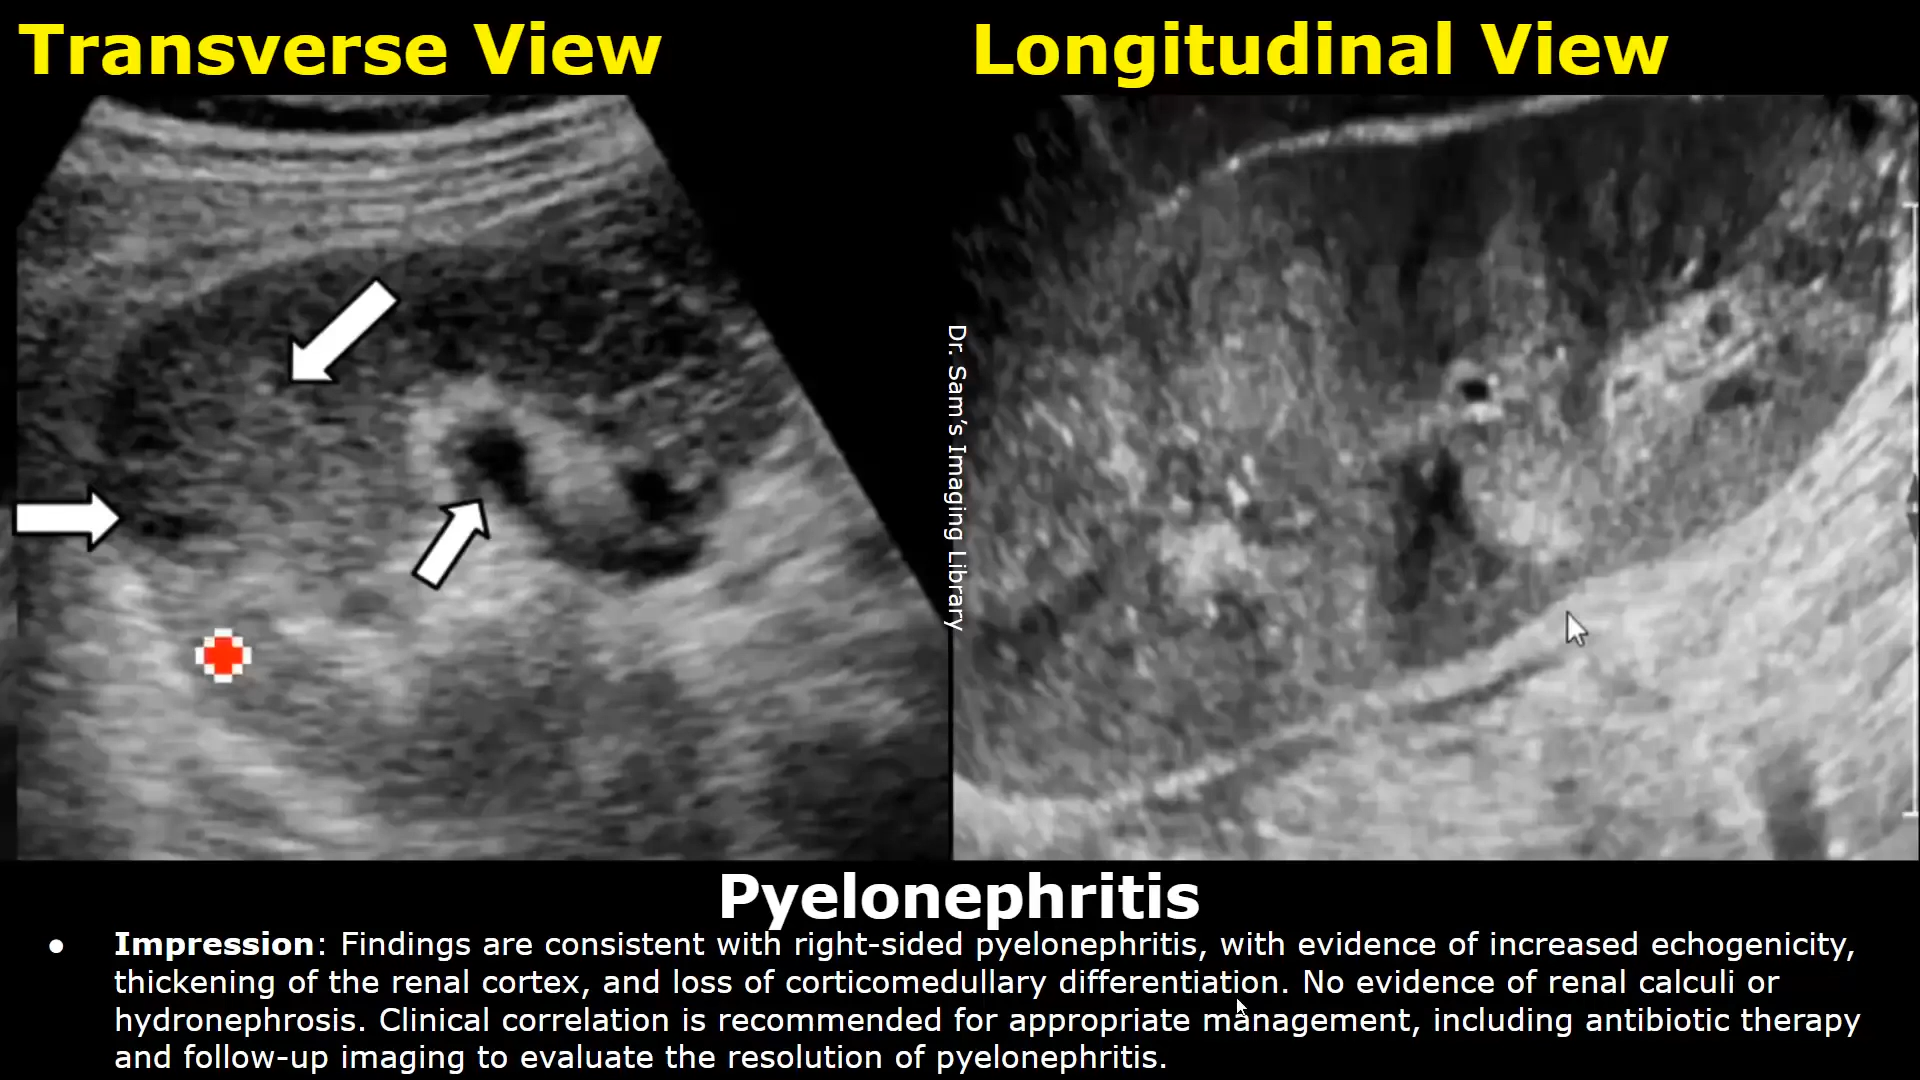 Transverse View
Longitudinal View
Dr. Sam’s Imaging Library
Pyelonephritis
● Impression: Findings are consistent with right-sided pyelonephritis, with evidence of increased echogenicity,
thickening of the renal cortex, and loss of corticomedullary differentiation. No evidence of renal calculi or
hydronephrosis. Clinical correlation is recommended for appropriate management, including antibiotic therapy
and follow-up imaging to evaluate the resolution of pyelonephritis.